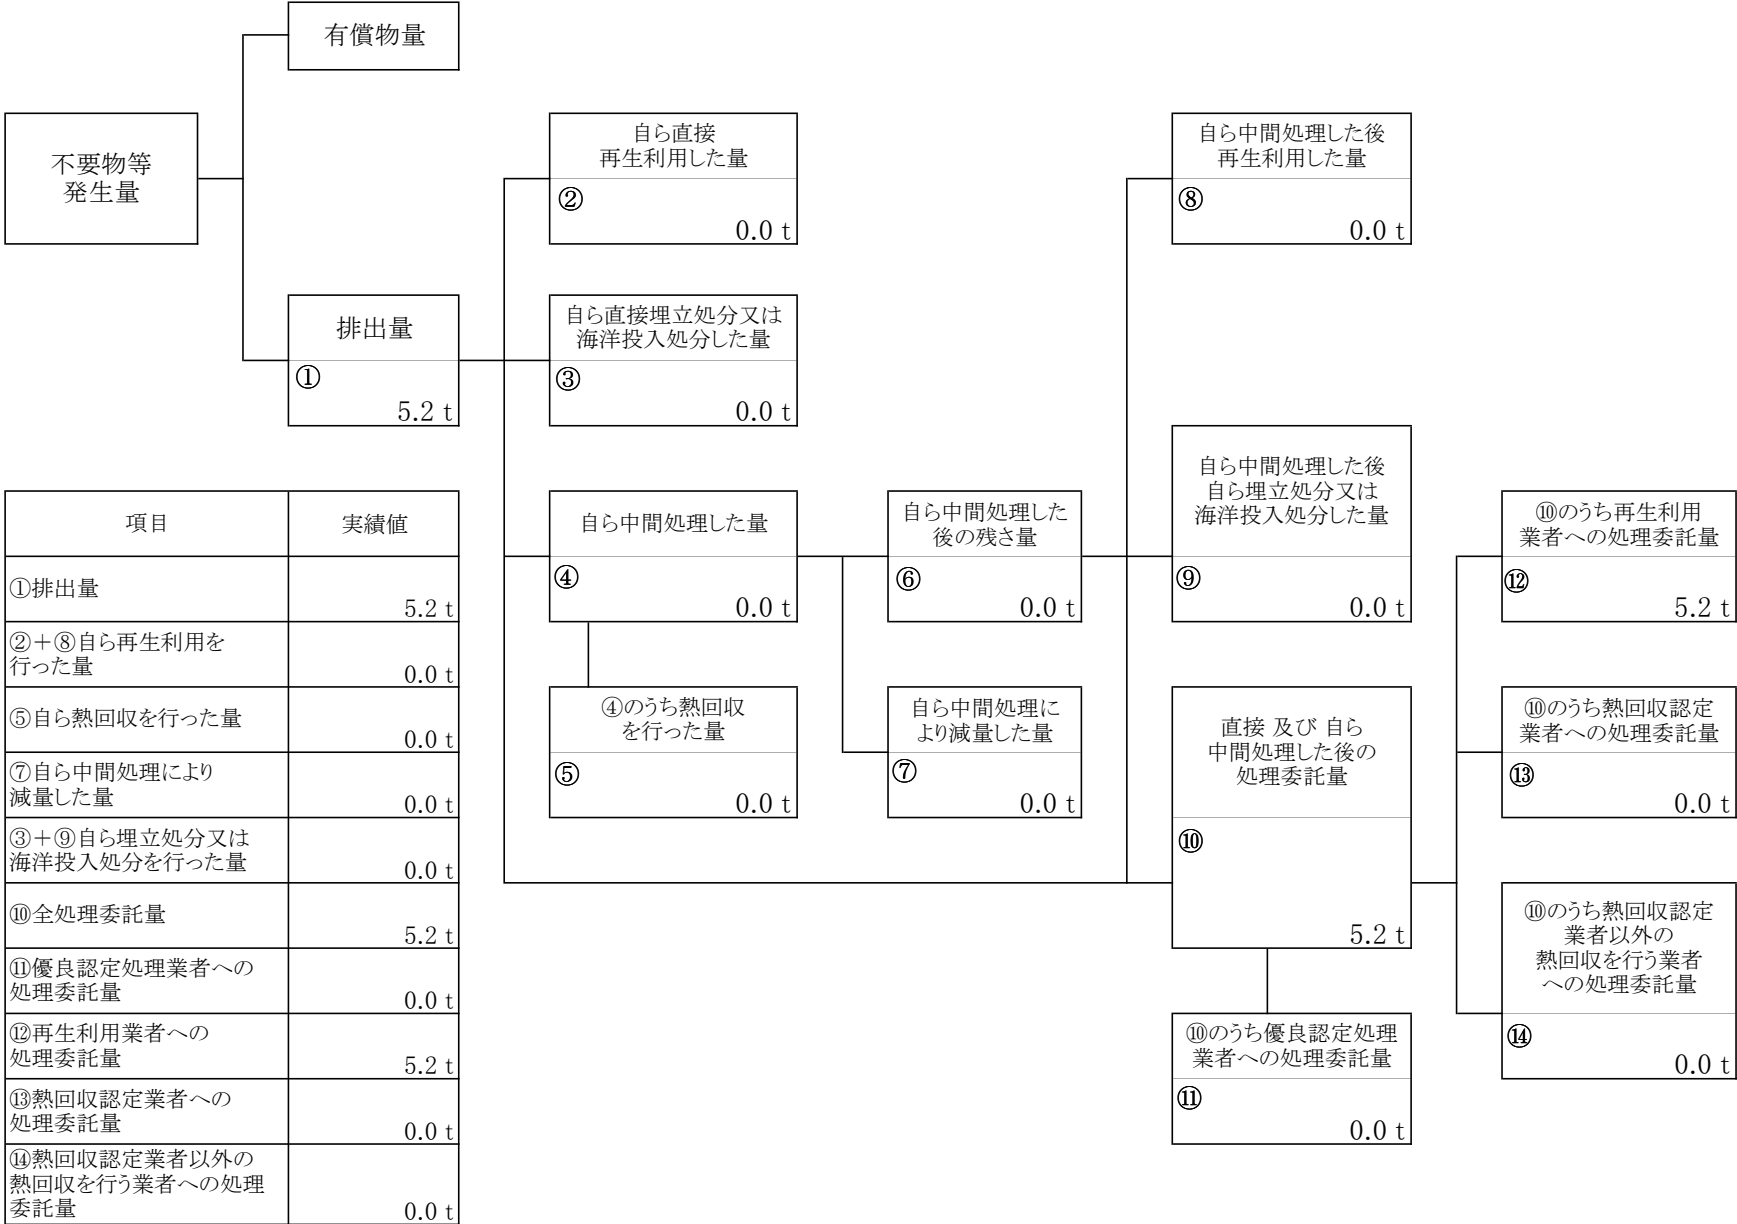 有償物量
不要物等
発生量
自ら直接
再生利用した量
②
0.0 t
自ら中間処理した後
再生利用した量
⑧
0.0 t
排出量
①
5.2 t
自ら直接埋立処分又は
海洋投入処分した量
③
0.0 t
自ら中間処理した後
自ら埋立処分又は
海洋投入処分した量
⑨
0.0 t
自ら中間処理した量
④
0.0 t
自ら中間処理した
後の残さ量
⑥
0.0 t
⑩のうち再生利用
業者への処理委託量
⑫
5.2 t
④のうち熱回収
を行った量
⑤
0.0 t
自ら中間処理に
より減量した量
⑦
0.0 t
直接 及び 自ら
中間処理した後の
処理委託量
⑩
5.2 t
⑩のうち熱回収認定
業者への処理委託量
⑬
0.0 t
⑩のうち熱回収認定
業者以外の
熱回収を行う業者
への処理委託量
⑭
0.0 t
⑩のうち優良認定処理
業者への処理委託量
⑪
0.0 t
項目 実績値
①排出量
5.2 t
②+⑧自ら再生利用を
行った量
0.0 t
⑤自ら熱回収を行った量
0.0 t
⑦自ら中間処理により
減量した量
0.0 t
③+⑨自ら埋立処分又は
海洋投入処分を行った量
0.0 t
⑩全処理委託量
5.2 t
⑪優良認定処理業者への
処理委託量
0.0 t
⑫再生利用業者への
処理委託量
5.2 t
⑬熱回収認定業者への
処理委託量
0.0 t
⑭熱回収認定業者以外の
熱回収を行う業者への処理
委託量
0.0 t